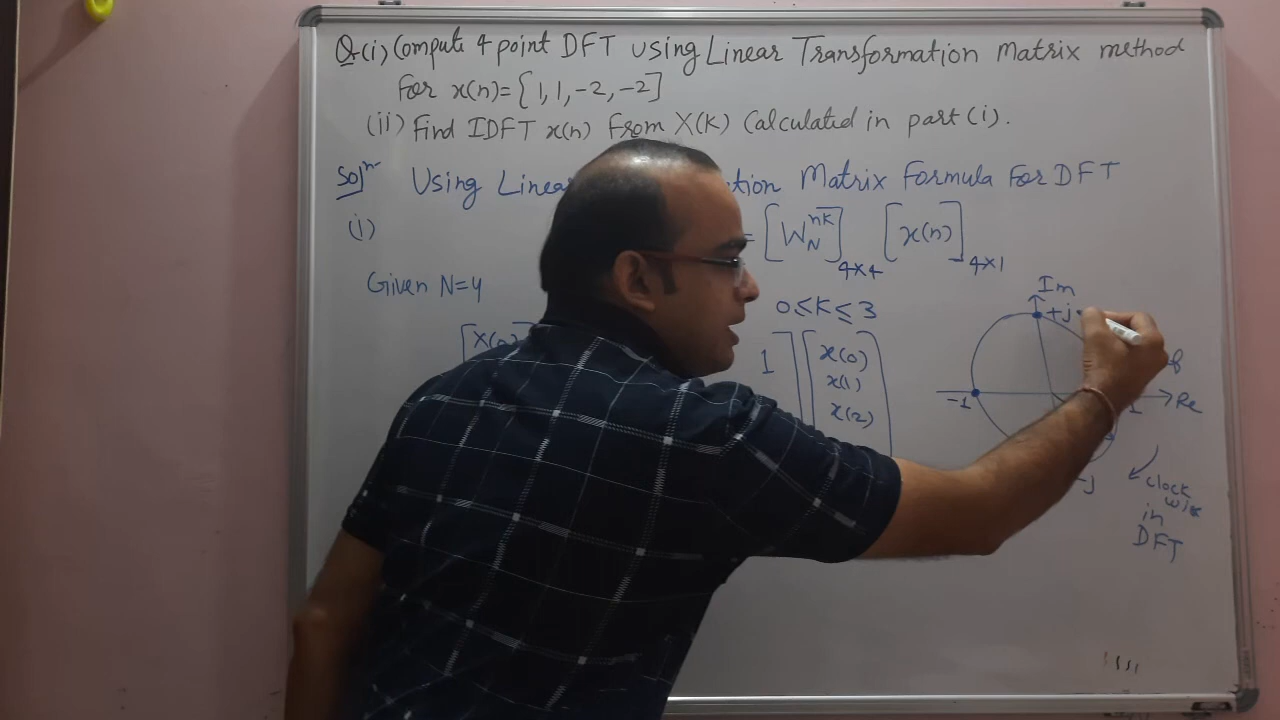 Q(i) Compute 4 point DFT using Linear Transformation Matrix method
For x(n)= { 1, 1, -2, -2]
(ii) Find IDFT x(n) From X(K) Calculated in part (i).
Solⁿ Using Linea tion Matrix Formula For DFT
(i) = [W_N^nk]4×4 [x(n)]4×1
Given N=4
0≤K≤3
[X(0
1] [x(0)
x(1)
x(2)
Im
+j
-1 1 Re
-j
clock
wise
in
DFT